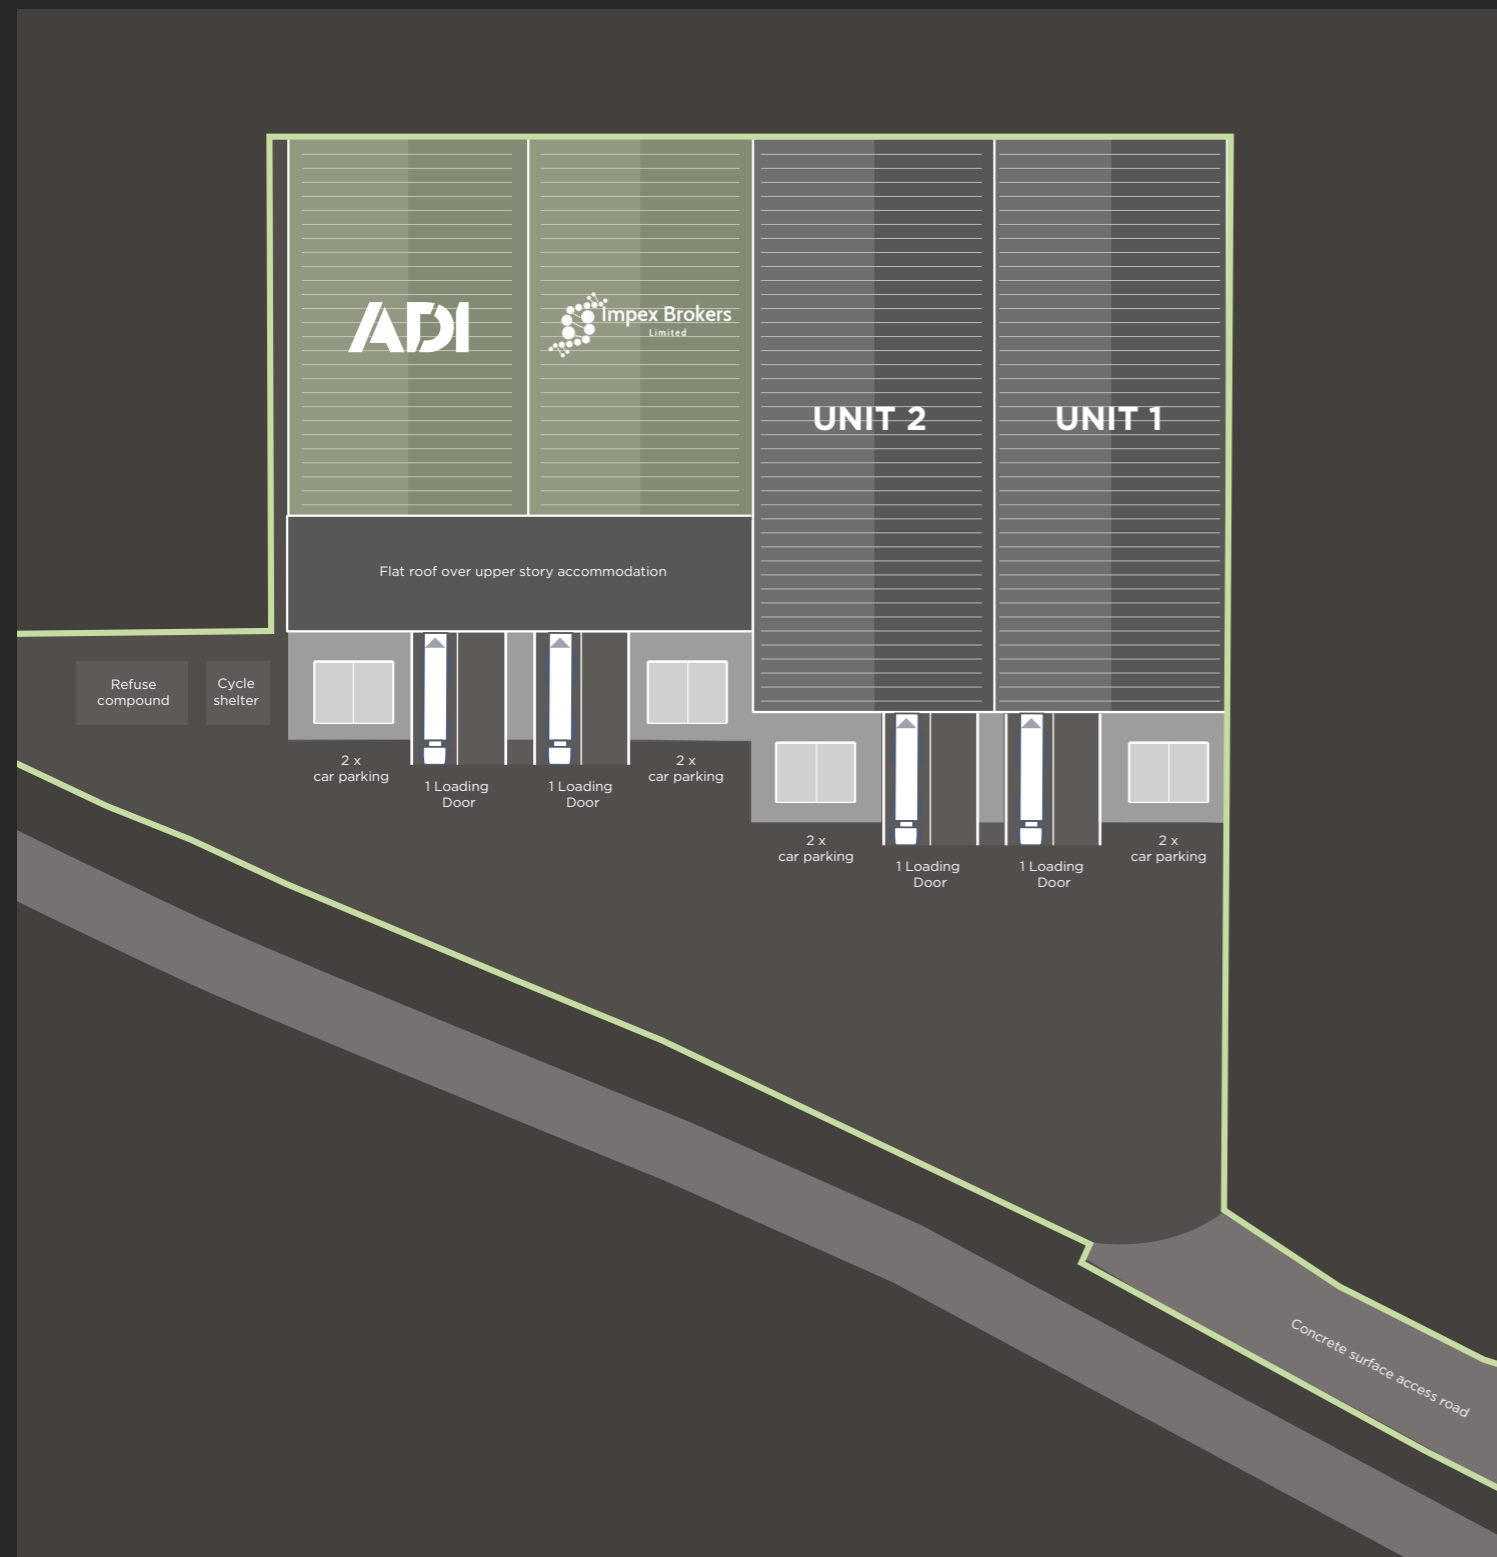 ADI
Impex Brokers
Limited
UNIT 2
UNIT 1
Flat roof over upper story accommodation
Refuse
compound
Cycle
shelter
2 x
car parking
1 Loading
Door
1 Loading
Door
2 x
car parking
2 x
car parking
1 Loading
Door
1 Loading
Door
2 x
car parking
Concrete surface access road